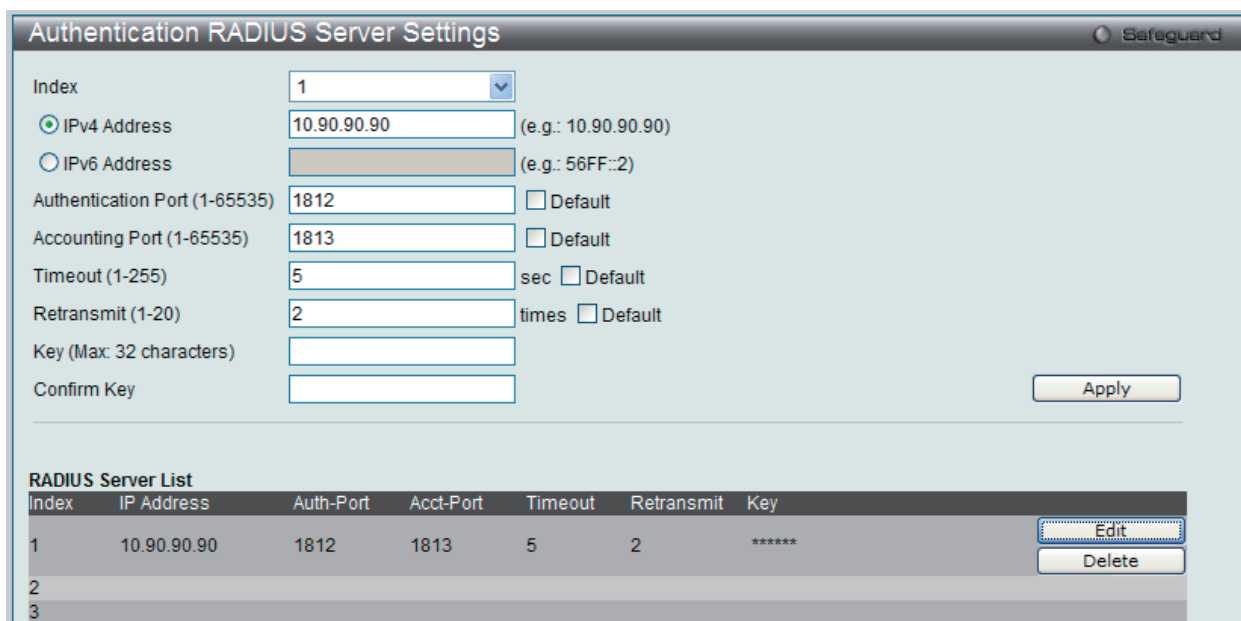 Authentication RADIUS Server Settings
Safeguard
Index 1
IPv4 Address 10.90.90.90 (e.g.: 10.90.90.90)
IPv6 Address (e.g.: 56FF::2)
Authentication Port (1-65535) 1812 Default
Accounting Port (1-65535) 1813 Default
Timeout (1-255) 5 sec Default
Retransmit (1-20) 2 times Default
Key (Max: 32 characters)
Confirm Key
Apply
RADIUS Server List
Index IP Address Auth-Port Acct-Port Timeout Retransmit Key
1 10.90.90.90 1812 1813 5 2 ******
Edit
Delete
2
3